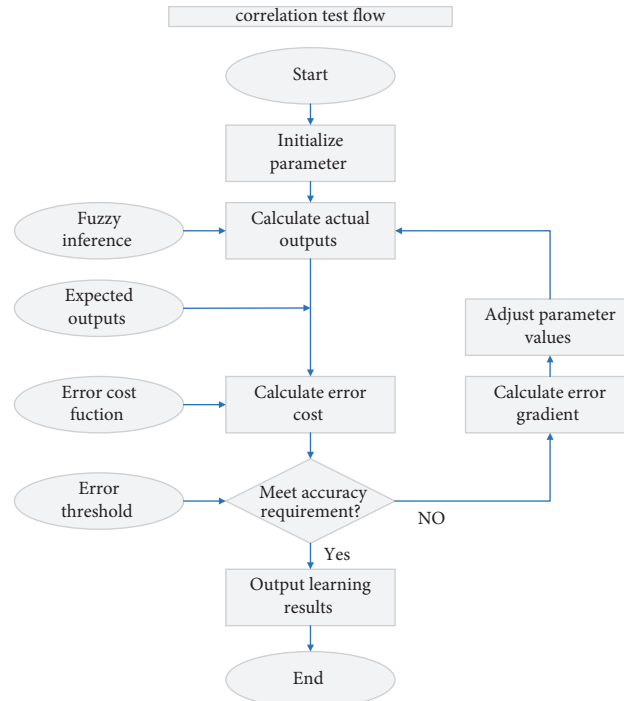 correlation test flow
Start
Initialize
parameter
Fuzzy
inference
Calculate actual
outputs
Expected
outputs
Adjust parameter
values
Error cost
fuction
Calculate error
cost
Calculate error
gradient
Error
threshold
Meet accuracy
requirement?
NO
Yes
Output learning
results
End